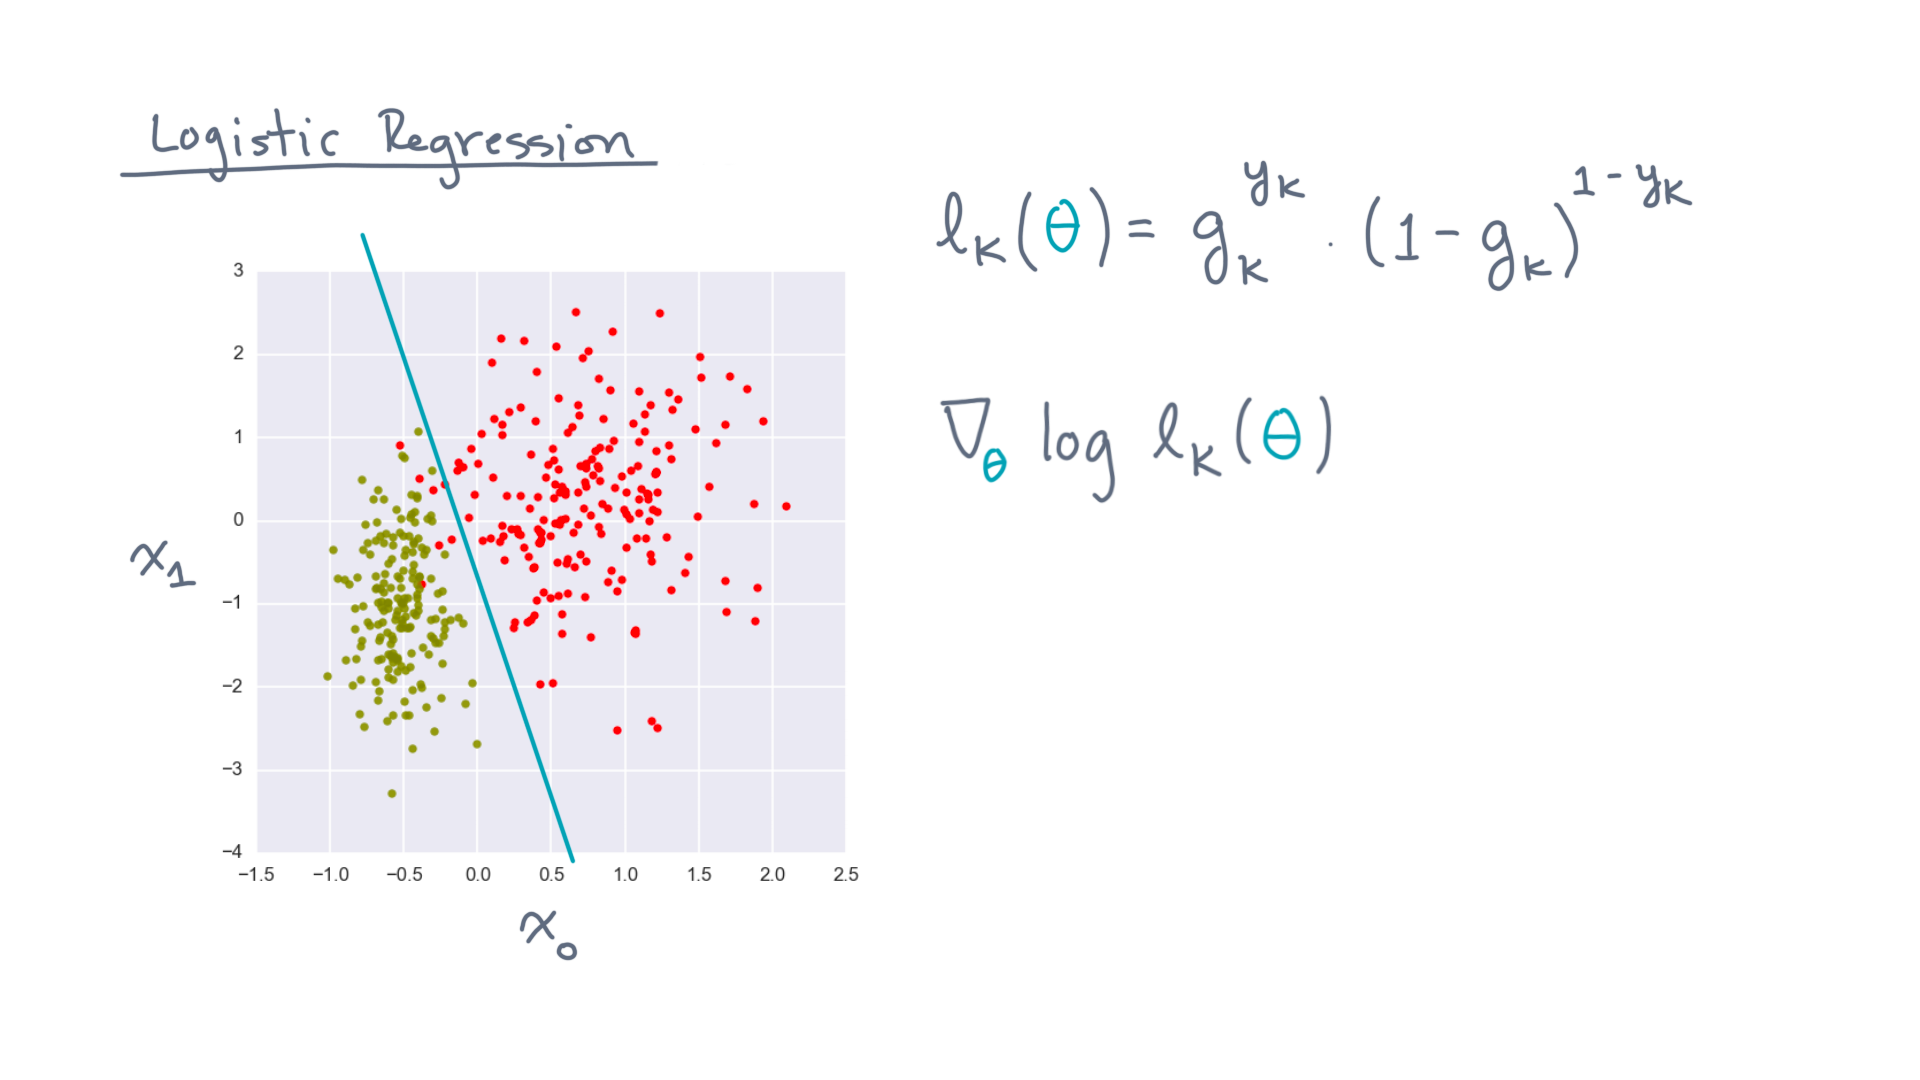 Logistic Regression
l_k(θ) = g_k^{y_k} · (1 - g_k)^{1 - y_k}
∇_θ log l_k(θ)
3
2
1
0
−1
−2
−3
−4
x_1
−1.5 −1.0 −0.5 0.0 0.5 1.0 1.5 2.0 2.5
x_0